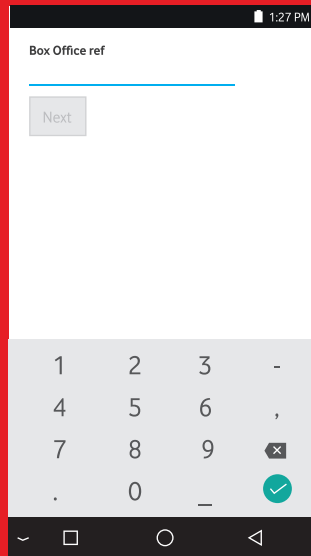 1:27 PM
Box Office ref
Next
1 2 3 -
4 5 6 ,
7 8 9
. 0 _